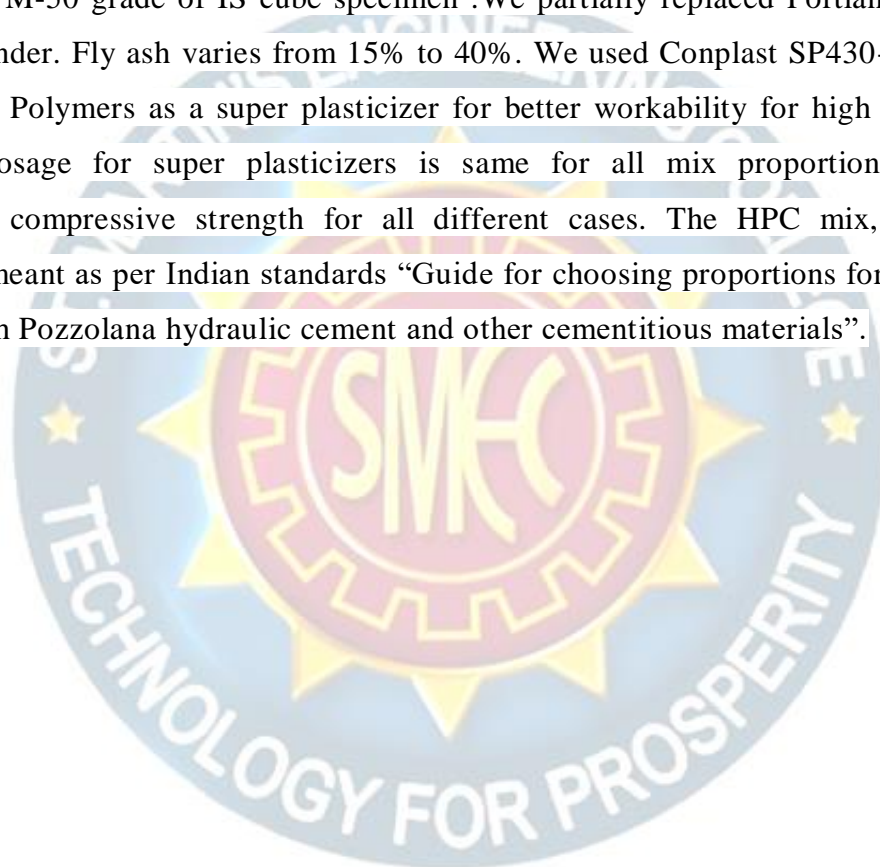 M-50 grade of IS cube specimen .We partially replaced Portlan
nder. Fly ash varies from 15% to 40%. We used Conplast SP430-
Polymers as a super plasticizer for better workability for high
osage for super plasticizers is same for all mix proportion
compressive strength for all different cases. The HPC mix,
neant as per Indian standards “Guide for choosing proportions for
n Pozzolana hydraulic cement and other cementitious materials”.
SMEC
TECHNOLOGY FOR PROSPERITY